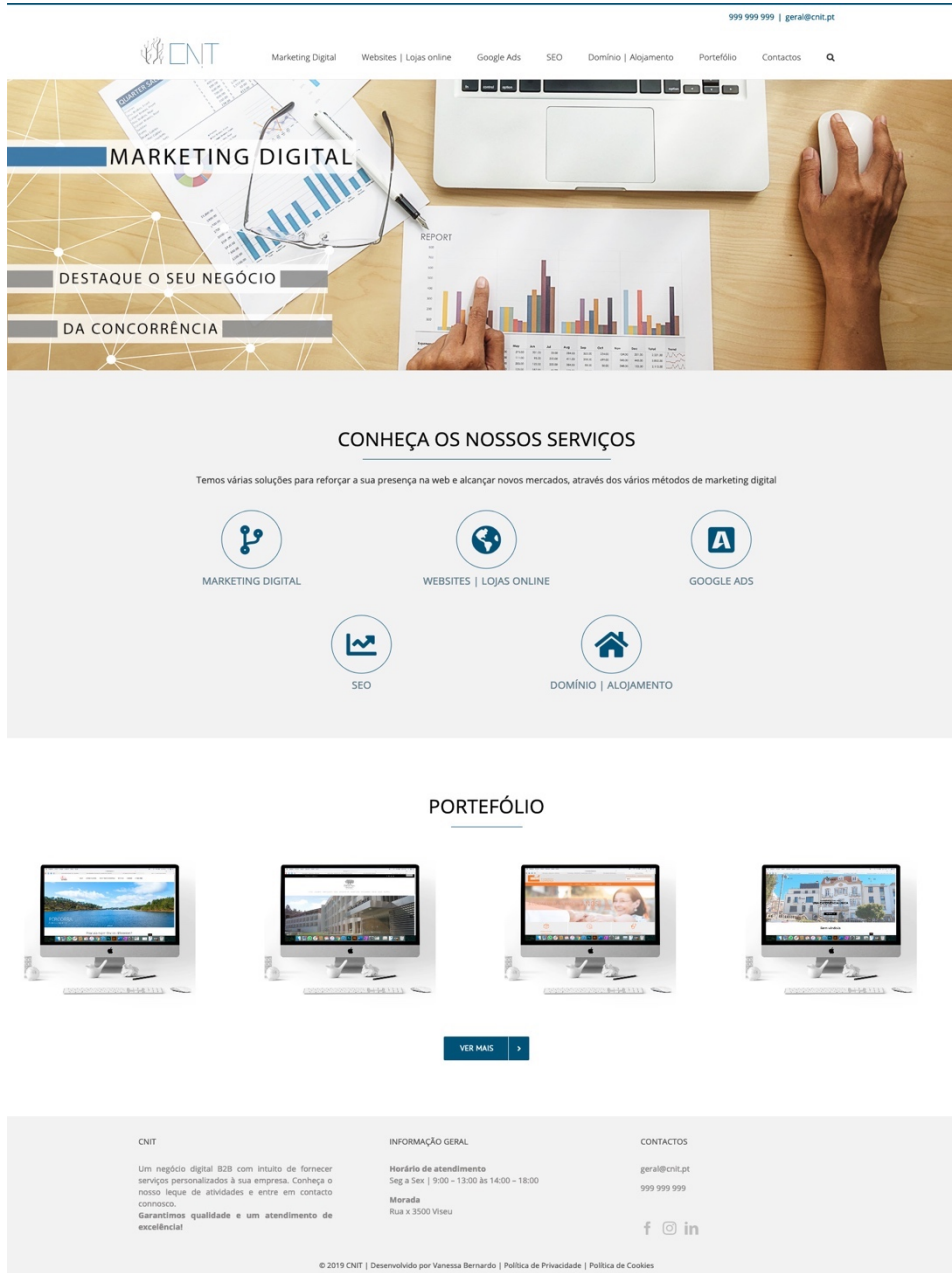 999 999 999 | geral@cnit.pt
CNIT
Marketing Digital
Websites | Lojas online
Google Ads
SEO
Domínio | Alojamento
Portefólio
Contactos
QUARTER SA
MARKETING DIGITAL
REPORT
DESTAQUE O SEU NEGÓCIO
DA CONCORRÊNCIA
CONHEÇA OS NOSSOS SERVIÇOS
Temos várias soluções para reforçar a sua presença na web e alcançar novos mercados, através dos vários métodos de marketing digital
MARKETING DIGITAL
WEBSITES | LOJAS ONLINE
GOOGLE ADS
SEO
DOMÍNIO | ALOJAMENTO
PORTEFÓLIO
VER MAIS
CNIT
Um negócio digital B2B com intuito de fornecer
serviços personalizados à sua empresa. Conheça o
nosso leque de atividades e entre em contacto
connosco.
Garantimos qualidade e um atendimento de
excelência!
INFORMAÇÃO GERAL
Horário de atendimento
Seg a Sex | 9:00 – 13:00 às 14:00 – 18:00
Morada
Rua x 3500 Viseu
CONTACTOS
geral@cnit.pt
999 999 999
© 2019 CNIT | Desenvolvido por Vanessa Bernardo | Política de Privacidade | Política de Cookies